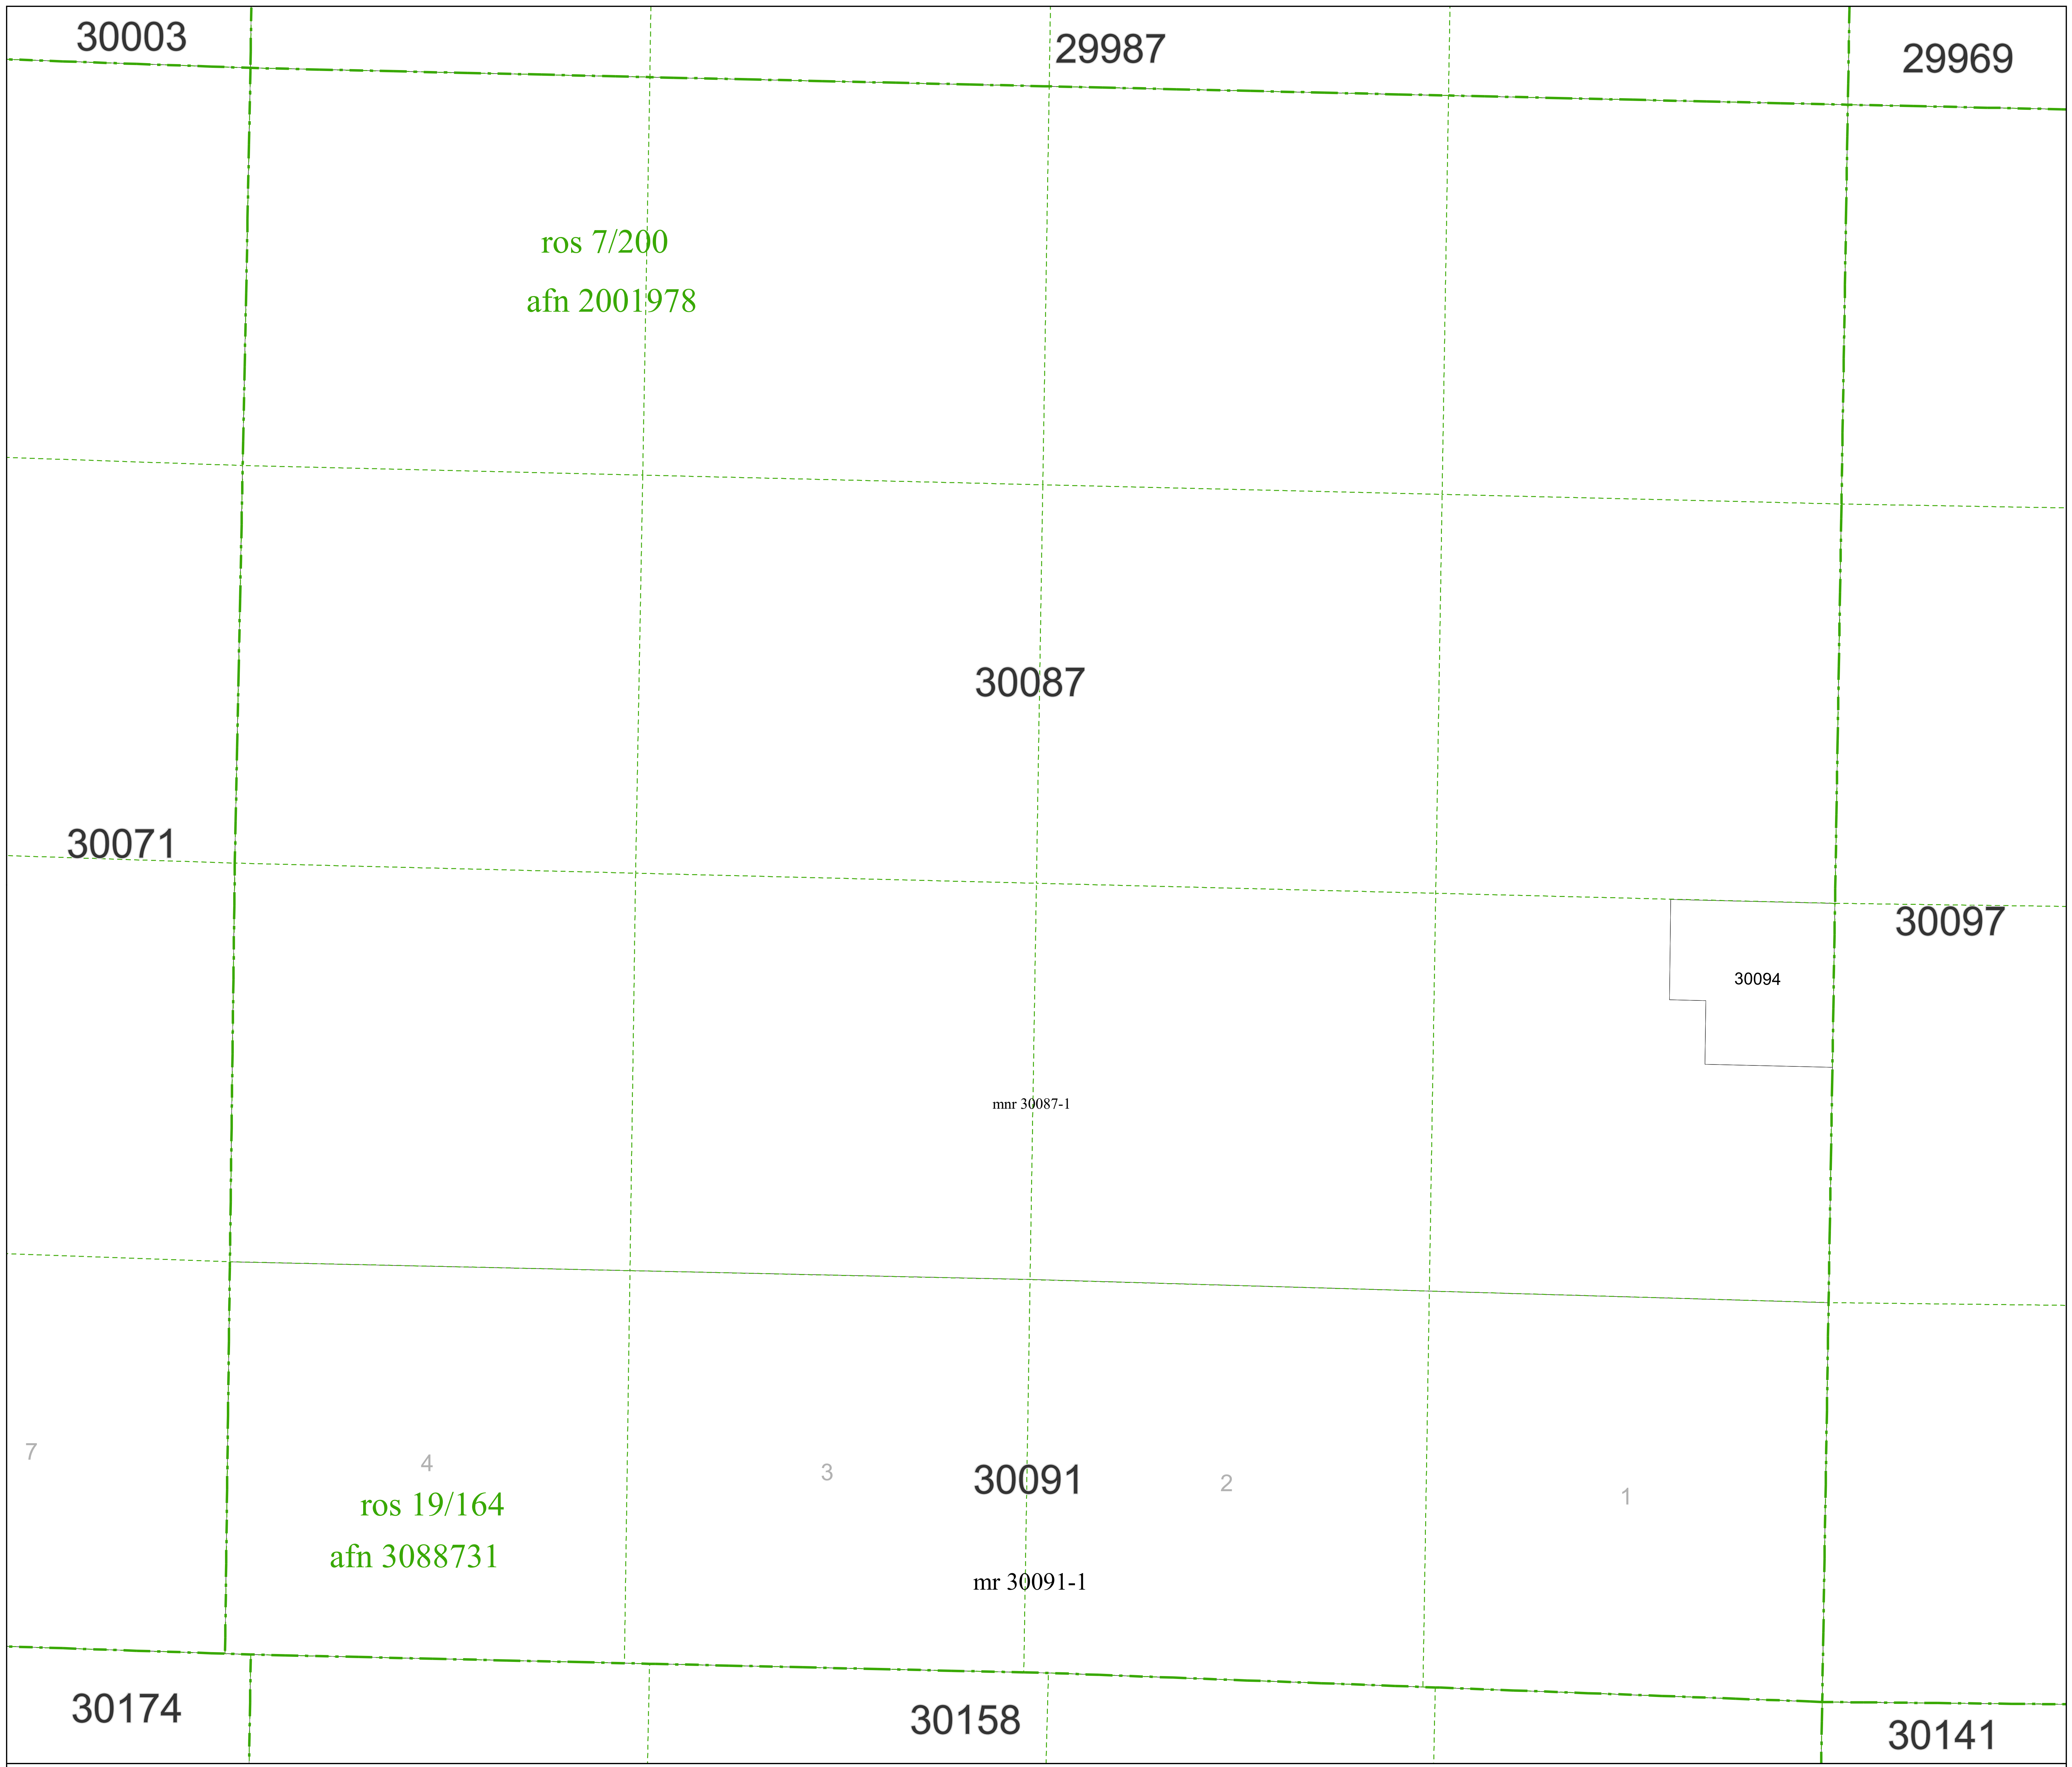 30003
29987
29969
ros 7/200
afn 2001978
30087
30071
30097
30094
mnr 30087-1
7
4
3
30091
2
1
ros 19/164
afn 3088731
mr 30091-1
30174
30158
30141